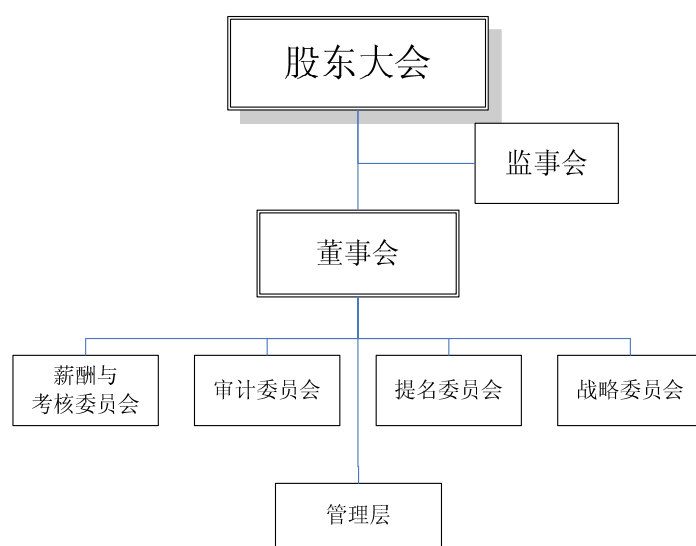 股东大会
监事会
董事会
薪酬与
考核委员会
审计委员会
提名委员会
战略委员会
管理层